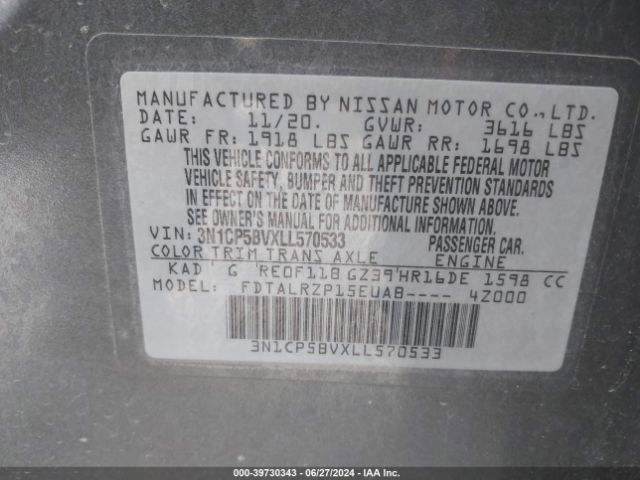 MANUFACTURED BY NISSAN MOTOR CO., LTD.
DATE: 11/20. GVWR: 3616 LBS
GAWR FR: 1918 LBS GAWR RR: 1698 LBS
THIS VEHICLE CONFORMS TO ALL APPLICABLE FEDERAL MOTOR
VEHICLE SAFETY, BUMPER AND THEFT PREVENTION STANDARDS
IN EFFECT ON THE DATE OF MANUFACTURE SHOWN ABOVE.
SEE OWNER'S MANUAL FOR ADDITIONAL INFORMATION.
VIN: 3N1CP5BVXLL570533 PASSENGER CAR.
COLOR TRIM TRANS AXLE ENGINE
KAD G RE0F11B GZ39 HR16DE 1598 CC
MODEL: FDTALRZP15EUAB---- 4Z000
3N1CP5BVXLL570533
000-39730343 / 06/27/2024 - IAA Inc.